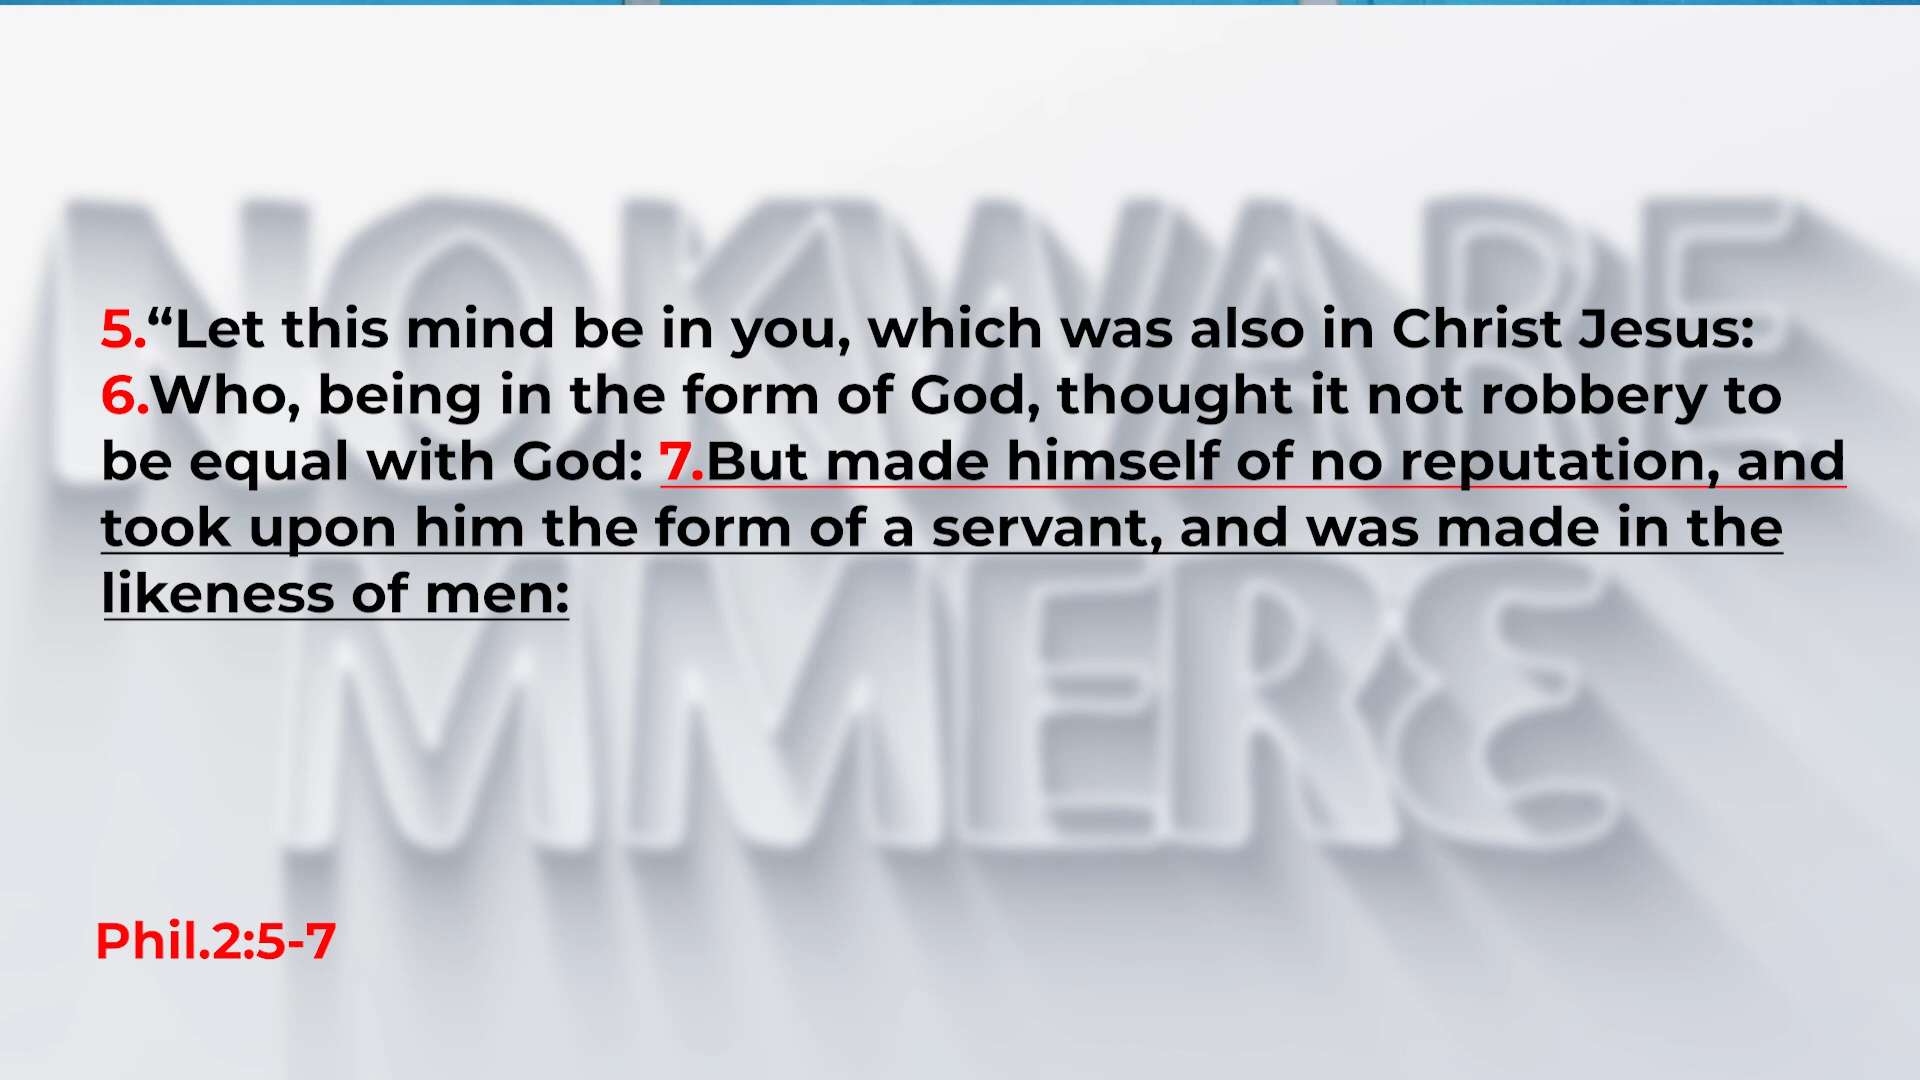 NOKWARE
MMERƐ
5.“Let this mind be in you, which was also in Christ Jesus:
6.Who, being in the form of God, thought it not robbery to
be equal with God: 7.But made himself of no reputation, and
took upon him the form of a servant, and was made in the
likeness of men:
Phil.2:5-7